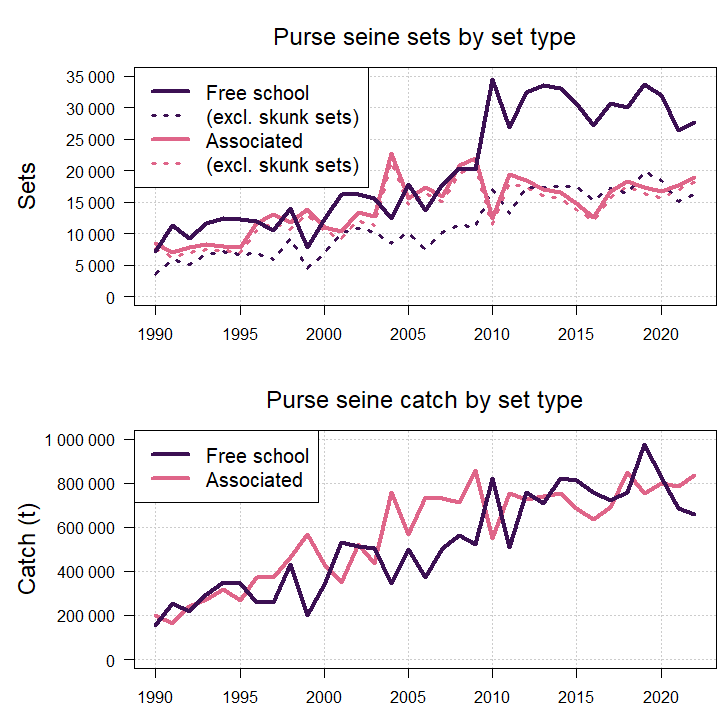 Purse seine sets by set type
Sets
35 000
30 000
25 000
20 000
15 000
10 000
5 000
0
Free school
(excl. skunk sets)
Associated
(excl. skunk sets)
1990
1995
2000
2005
2010
2015
2020
Purse seine catch by set type
Catch (t)
1 000 000
800 000
600 000
400 000
200 000
0
Free school
Associated
1990
1995
2000
2005
2010
2015
2020